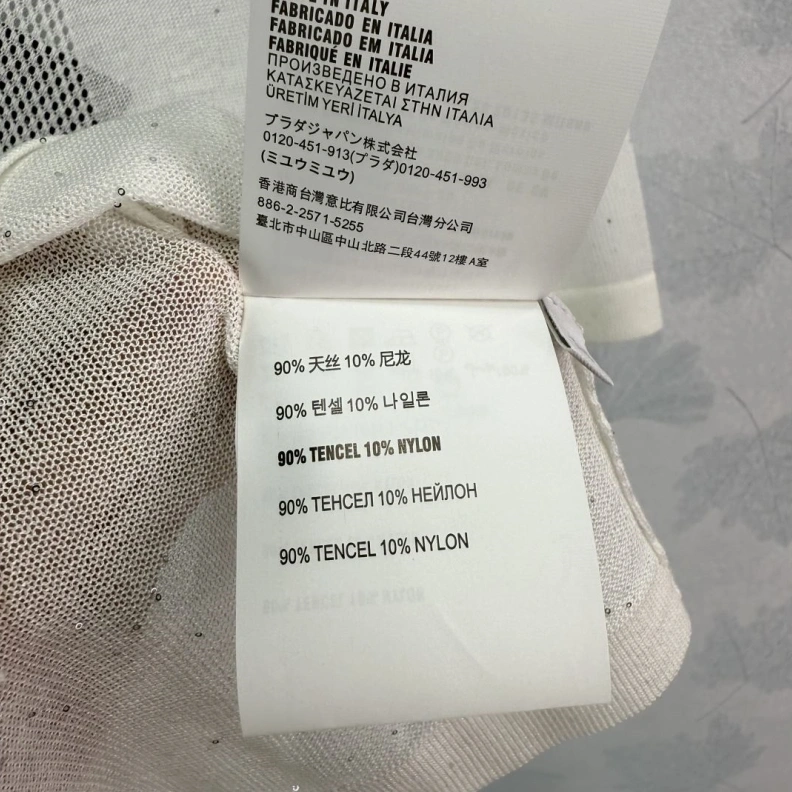 IN ITALY
FABRICADO EN ITALIA
FABRICADO EM ITALIA
FABRIQUÉ EN ITALIE
ПРОИЗВЕДЕНО В ИТАЛИЯ
ΚΑΤΑΣΚΕΥΑΖΕΤΑΙ ΣΤΗΝ ΙΤΑΛΙΑ
ÜRETİM YERİ İTALYA
プラダジャパン株式会社
0120-451-913(プラダ)0120-451-993
(ミユウミユウ)
香港商台灣意比有限公司台灣分公司
886-2-2571-5255
臺北市中山區中山北路二段44號12樓A室
90% 天丝 10% 尼龙
90% 텐셀 10% 나일론
90% TENCEL 10% NYLON
90% ТЕНСЕЛ 10% НЕЙЛОН
90% TENCEL 10% NYLON